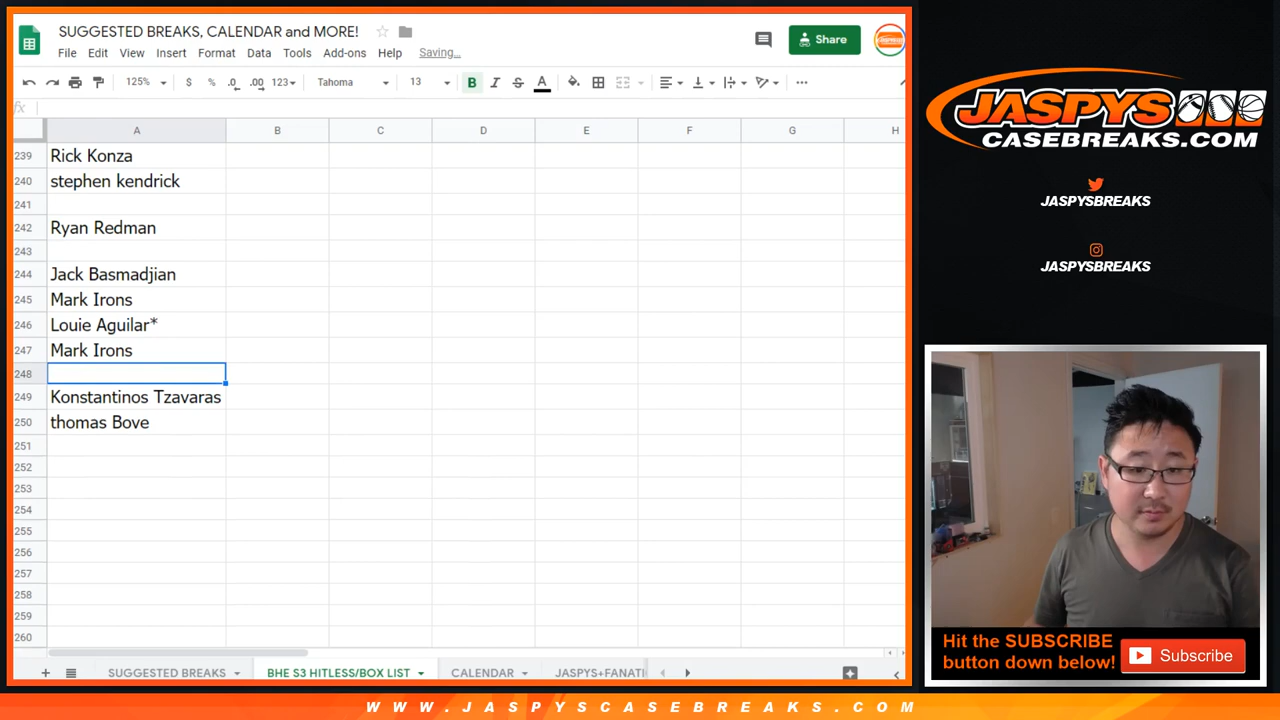 SUGGESTED BREAKS, CALENDAR and MORE!
File Edit View Insert Format Data Tools Add-ons Help Saving...
Share
125% $ % .0 .00 123 Tahoma 13 B I S A
fx
A B C D E F G H
239 Rick Konza
240 stephen kendrick
241
242 Ryan Redman
243
244 Jack Basmadjian
245 Mark Irons
246 Louie Aguilar*
247 Mark Irons
248
249 Konstantinos Tzavaras
250 thomas Bove
251
252
253
254
255
256
257
258
259
260
SUGGESTED BREAKS BHE S3 HITLESS/BOX LIST CALENDAR JASPYS+FANATI
JASPYS
CASEBREAKS.COM
JASPYSBREAKS
JASPYSBREAKS
Hit the SUBSCRIBE
button down below!
Subscribe
WWW.JASPYSCASEBREAKS.COM